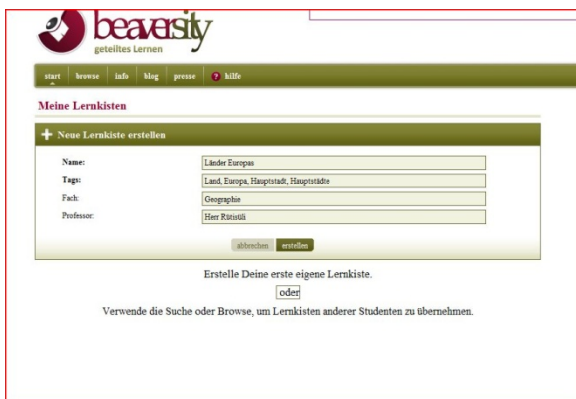 beaversity
geteiltes Lernen
start browse info blog presse ? hilfe
Meine Lernkisten
Neue Lernkiste erstellen
Name: Länder Europas
Tags: Land, Europa, Hauptstadt, Hauptstädte
Fach: Geographie
Professor: Herr Rütisüli
abbrechen erstellen
Erstelle Deine erste eigene Lernkiste.
oder
Verwende die Suche oder Browse, um Lernkisten anderer Studenten zu übernehmen.